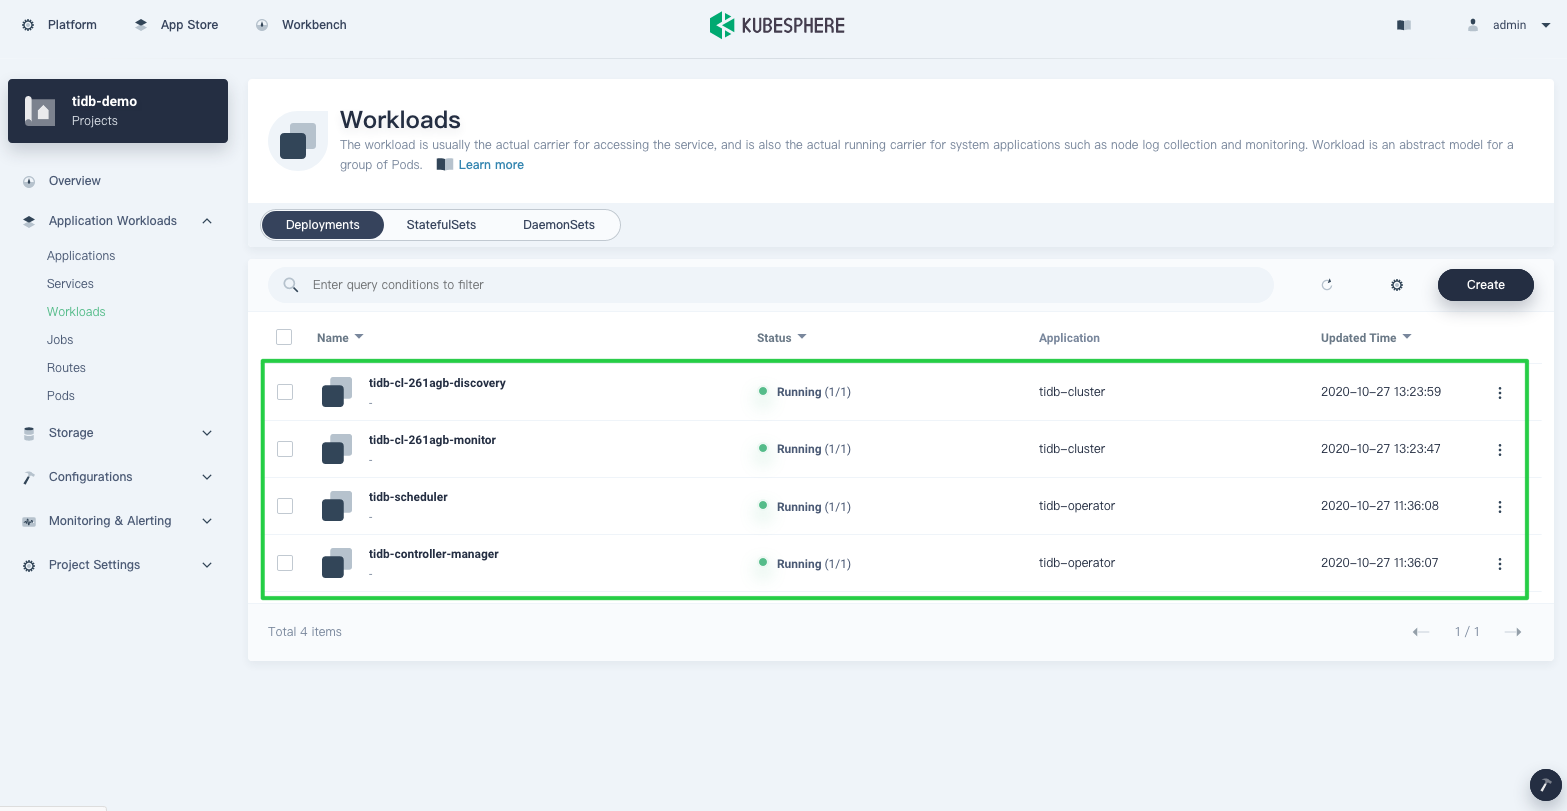 Platform
App Store
Workbench
KUBESPHERE
admin
tidb-demo
Projects
Overview
Application Workloads
Applications
Services
Workloads
Jobs
Routes
Pods
Storage
Configurations
Monitoring & Alerting
Project Settings
Workloads
The workload is usually the actual carrier for accessing the service, and is also the actual running carrier for system applications such as node log collection and monitoring. Workload is an abstract model for a
group of Pods. Learn more
Deployments StatefulSets DaemonSets
Enter query conditions to filter
Create
Name Status Application Updated Time
tidb-cl-261agb-discovery
-
Running (1/1) tidb-cluster 2020-10-27 13:23:59
tidb-cl-261agb-monitor
-
Running (1/1) tidb-cluster 2020-10-27 13:23:47
tidb-scheduler
-
Running (1/1) tidb-operator 2020-10-27 11:36:08
tidb-controller-manager
-
Running (1/1) tidb-operator 2020-10-27 11:36:07
Total 4 items
1 / 1